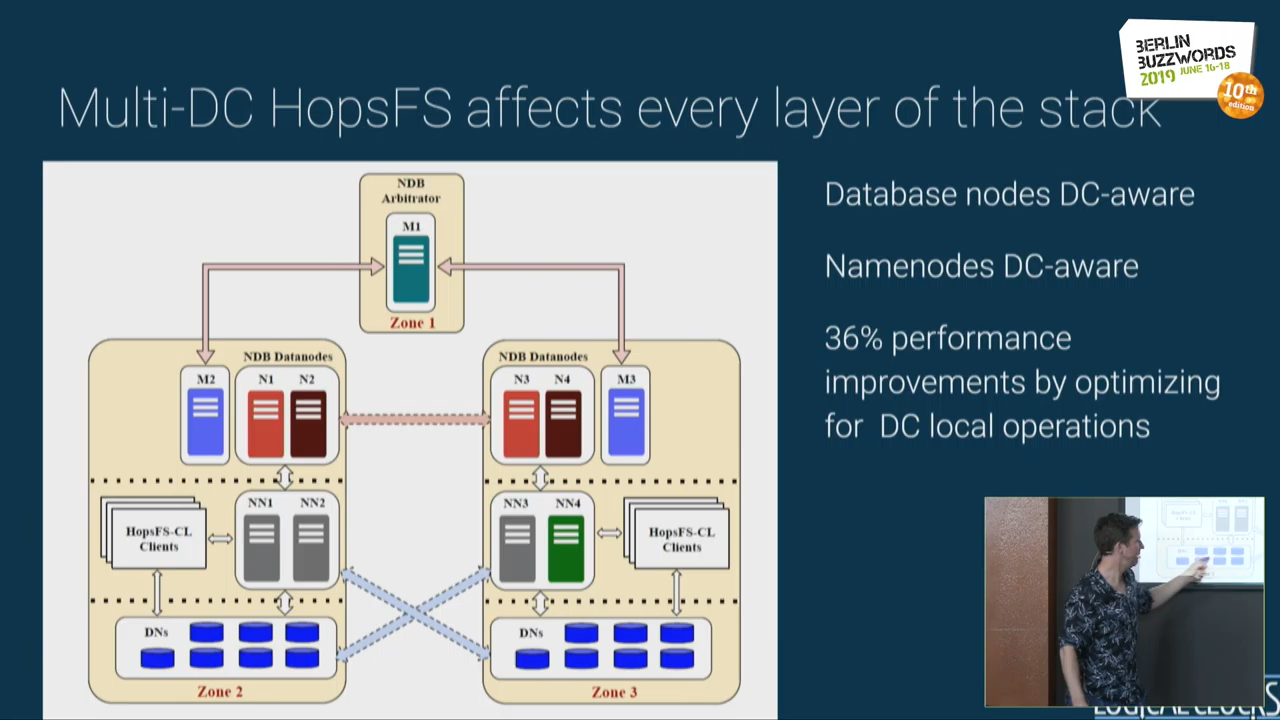 BERLIN
BUZZWORDS
2019 JUNE 16-18
10th
edition
Multi-DC HopsFS affects every layer of the stack
NDB
Arbitrator
M1
Zone 1
NDB Datanodes
M2
N1
N2
NDB Datanodes
N3
N4
M3
HopsFS-CL
Clients
NN1
NN2
NN3
NN4
HopsFS-CL
Clients
DNs
Zone 2
DNs
Zone 3
Database nodes DC-aware
Namenodes DC-aware
36% performance
improvements by optimizing
for DC local operations
LOGICAL CLOCKS